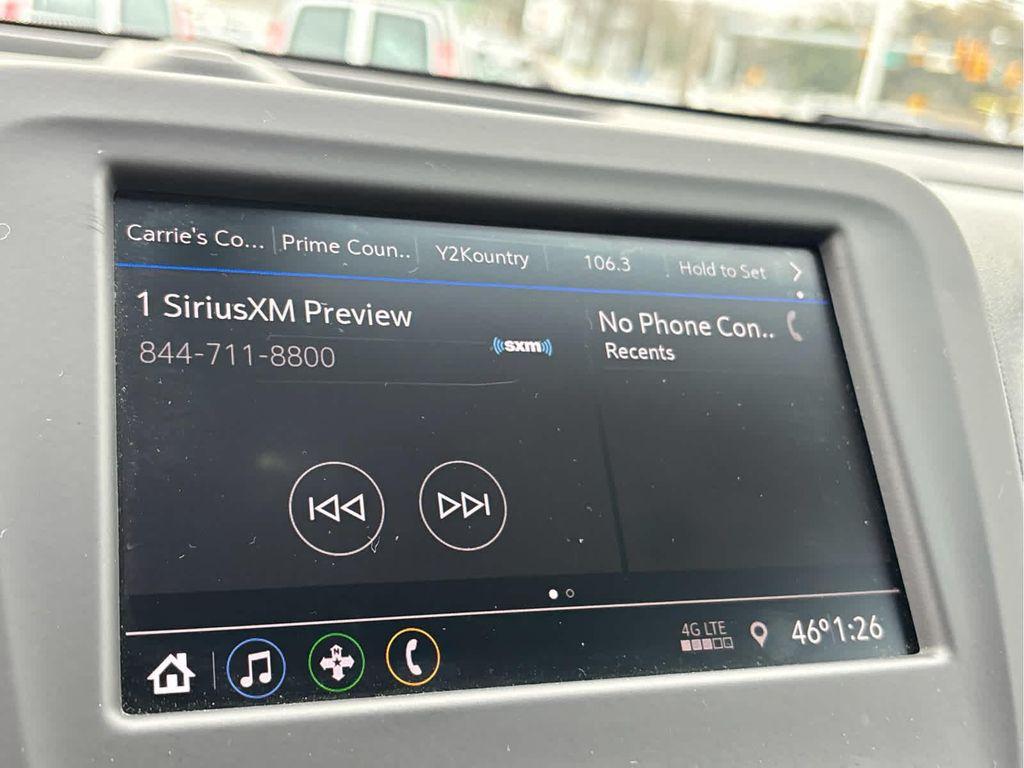 Carrie's Co...
Prime Coun..
Y2Kountry
106.3
Hold to Set
1 SiriusXM Preview
844-711-8800
sxm
No Phone Con..
Recents
4G LTE
46° 1:26